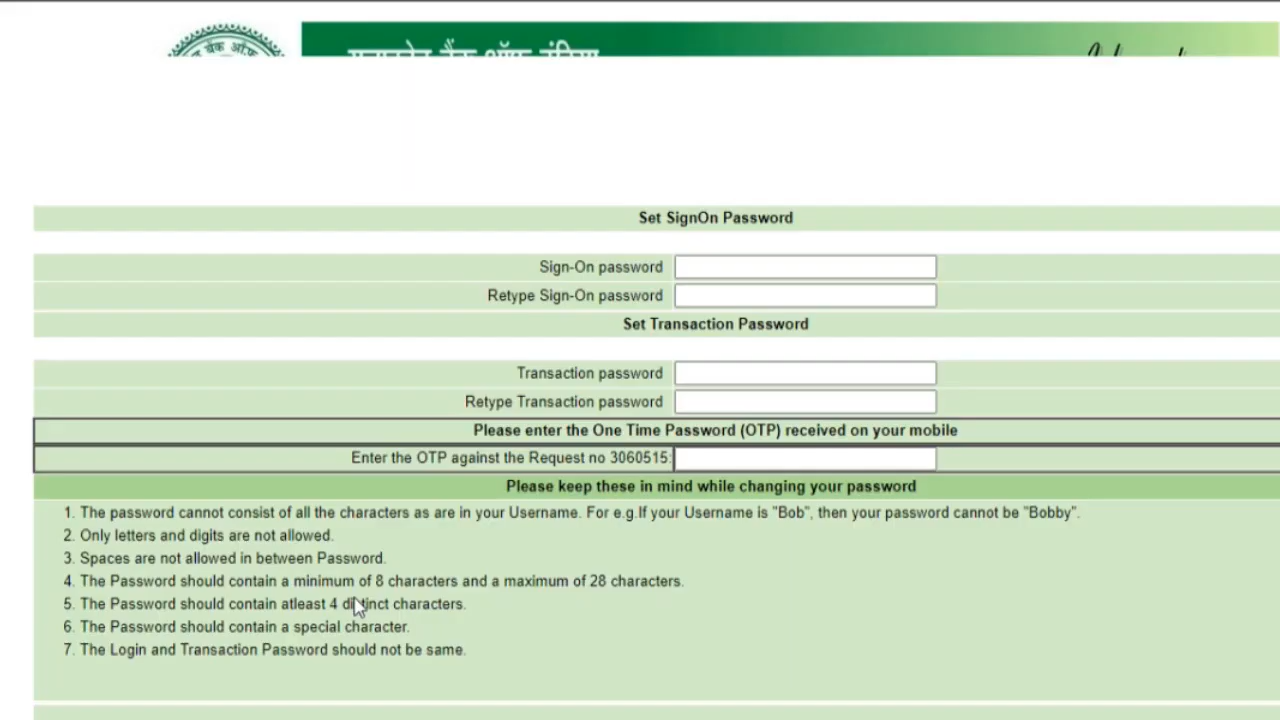 बैंक ऑफ
Set SignOn Password
Sign-On password
Retype Sign-On password
Set Transaction Password
Transaction password
Retype Transaction password
Please enter the One Time Password (OTP) received on your mobile
Enter the OTP against the Request no 3060515:
Please keep these in mind while changing your password
1. The password cannot consist of all the characters as are in your Username. For e.g.If your Username is "Bob", then your password cannot be "Bobby".
2. Only letters and digits are not allowed.
3. Spaces are not allowed in between Password.
4. The Password should contain a minimum of 8 characters and a maximum of 28 characters.
5. The Password should contain atleast 4 distinct characters.
6. The Password should contain a special character.
7. The Login and Transaction Password should not be same.